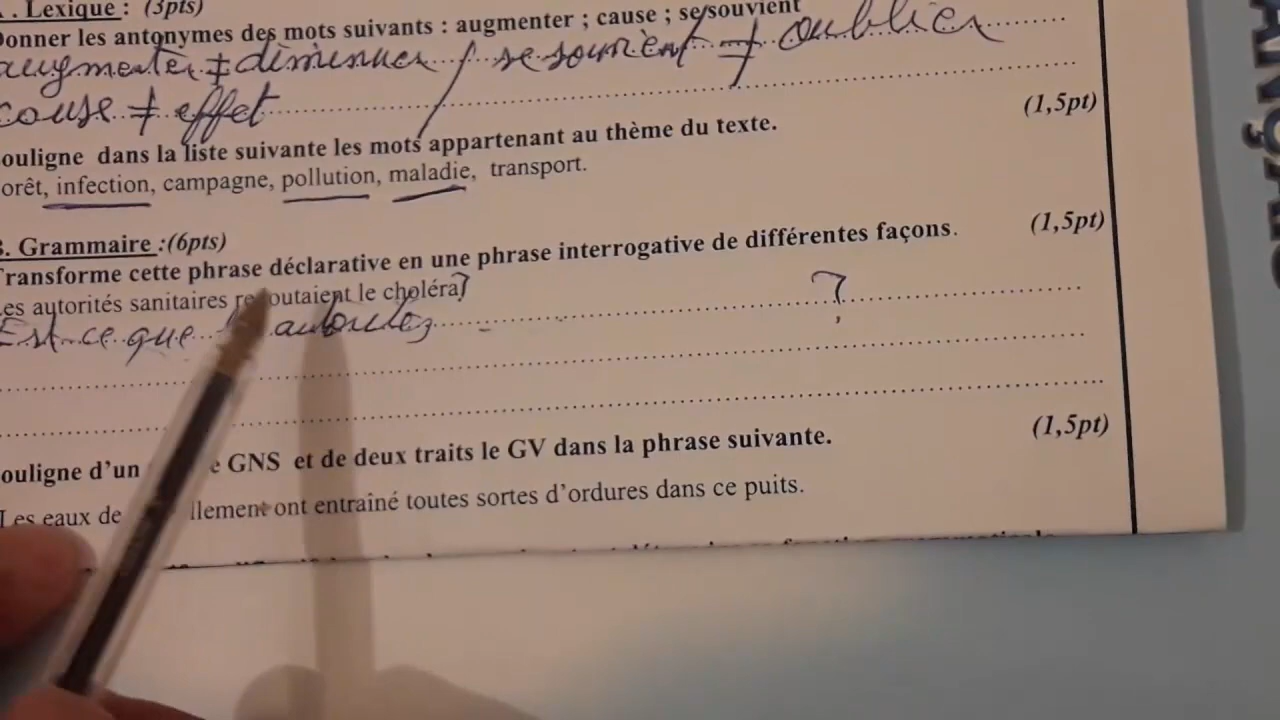 . Lexique : (3pts)
Donner les antonymes des mots suivants : augmenter ; cause ; se souvient
augmenter ≠ diminuer / se souvient ≠ oublier
cause ≠ effet
(1,5pt)
ouligne dans la liste suivante les mots appartenant au thème du texte.
orêt, infection, campagne, pollution, maladie, transport.
. Grammaire :(6pts)
(1,5pt)
Transforme cette phrase déclarative en une phrase interrogative de différentes façons.
Les autorités sanitaires re outaient le choléra?
Est-ce que ?
(1,5pt)
ouligne d'un e GNS et de deux traits le GV dans la phrase suivante.
Les eaux de llement ont entraîné toutes sortes d'ordures dans ce puits.